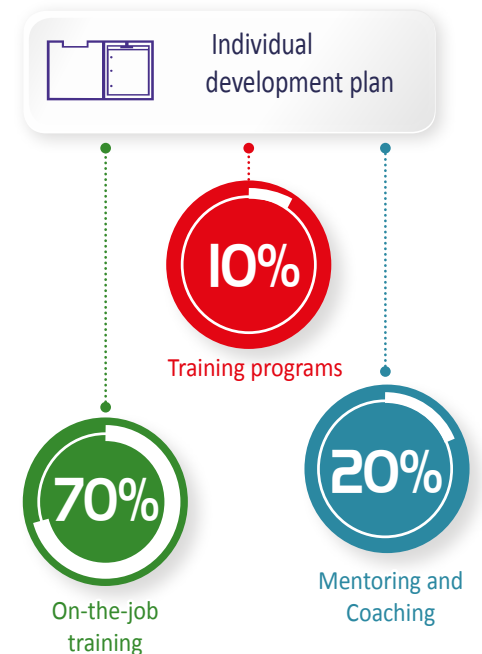 Individual
development plan
10%
Training programs
70%
On-the-job
training
20%
Mentoring and
Coaching